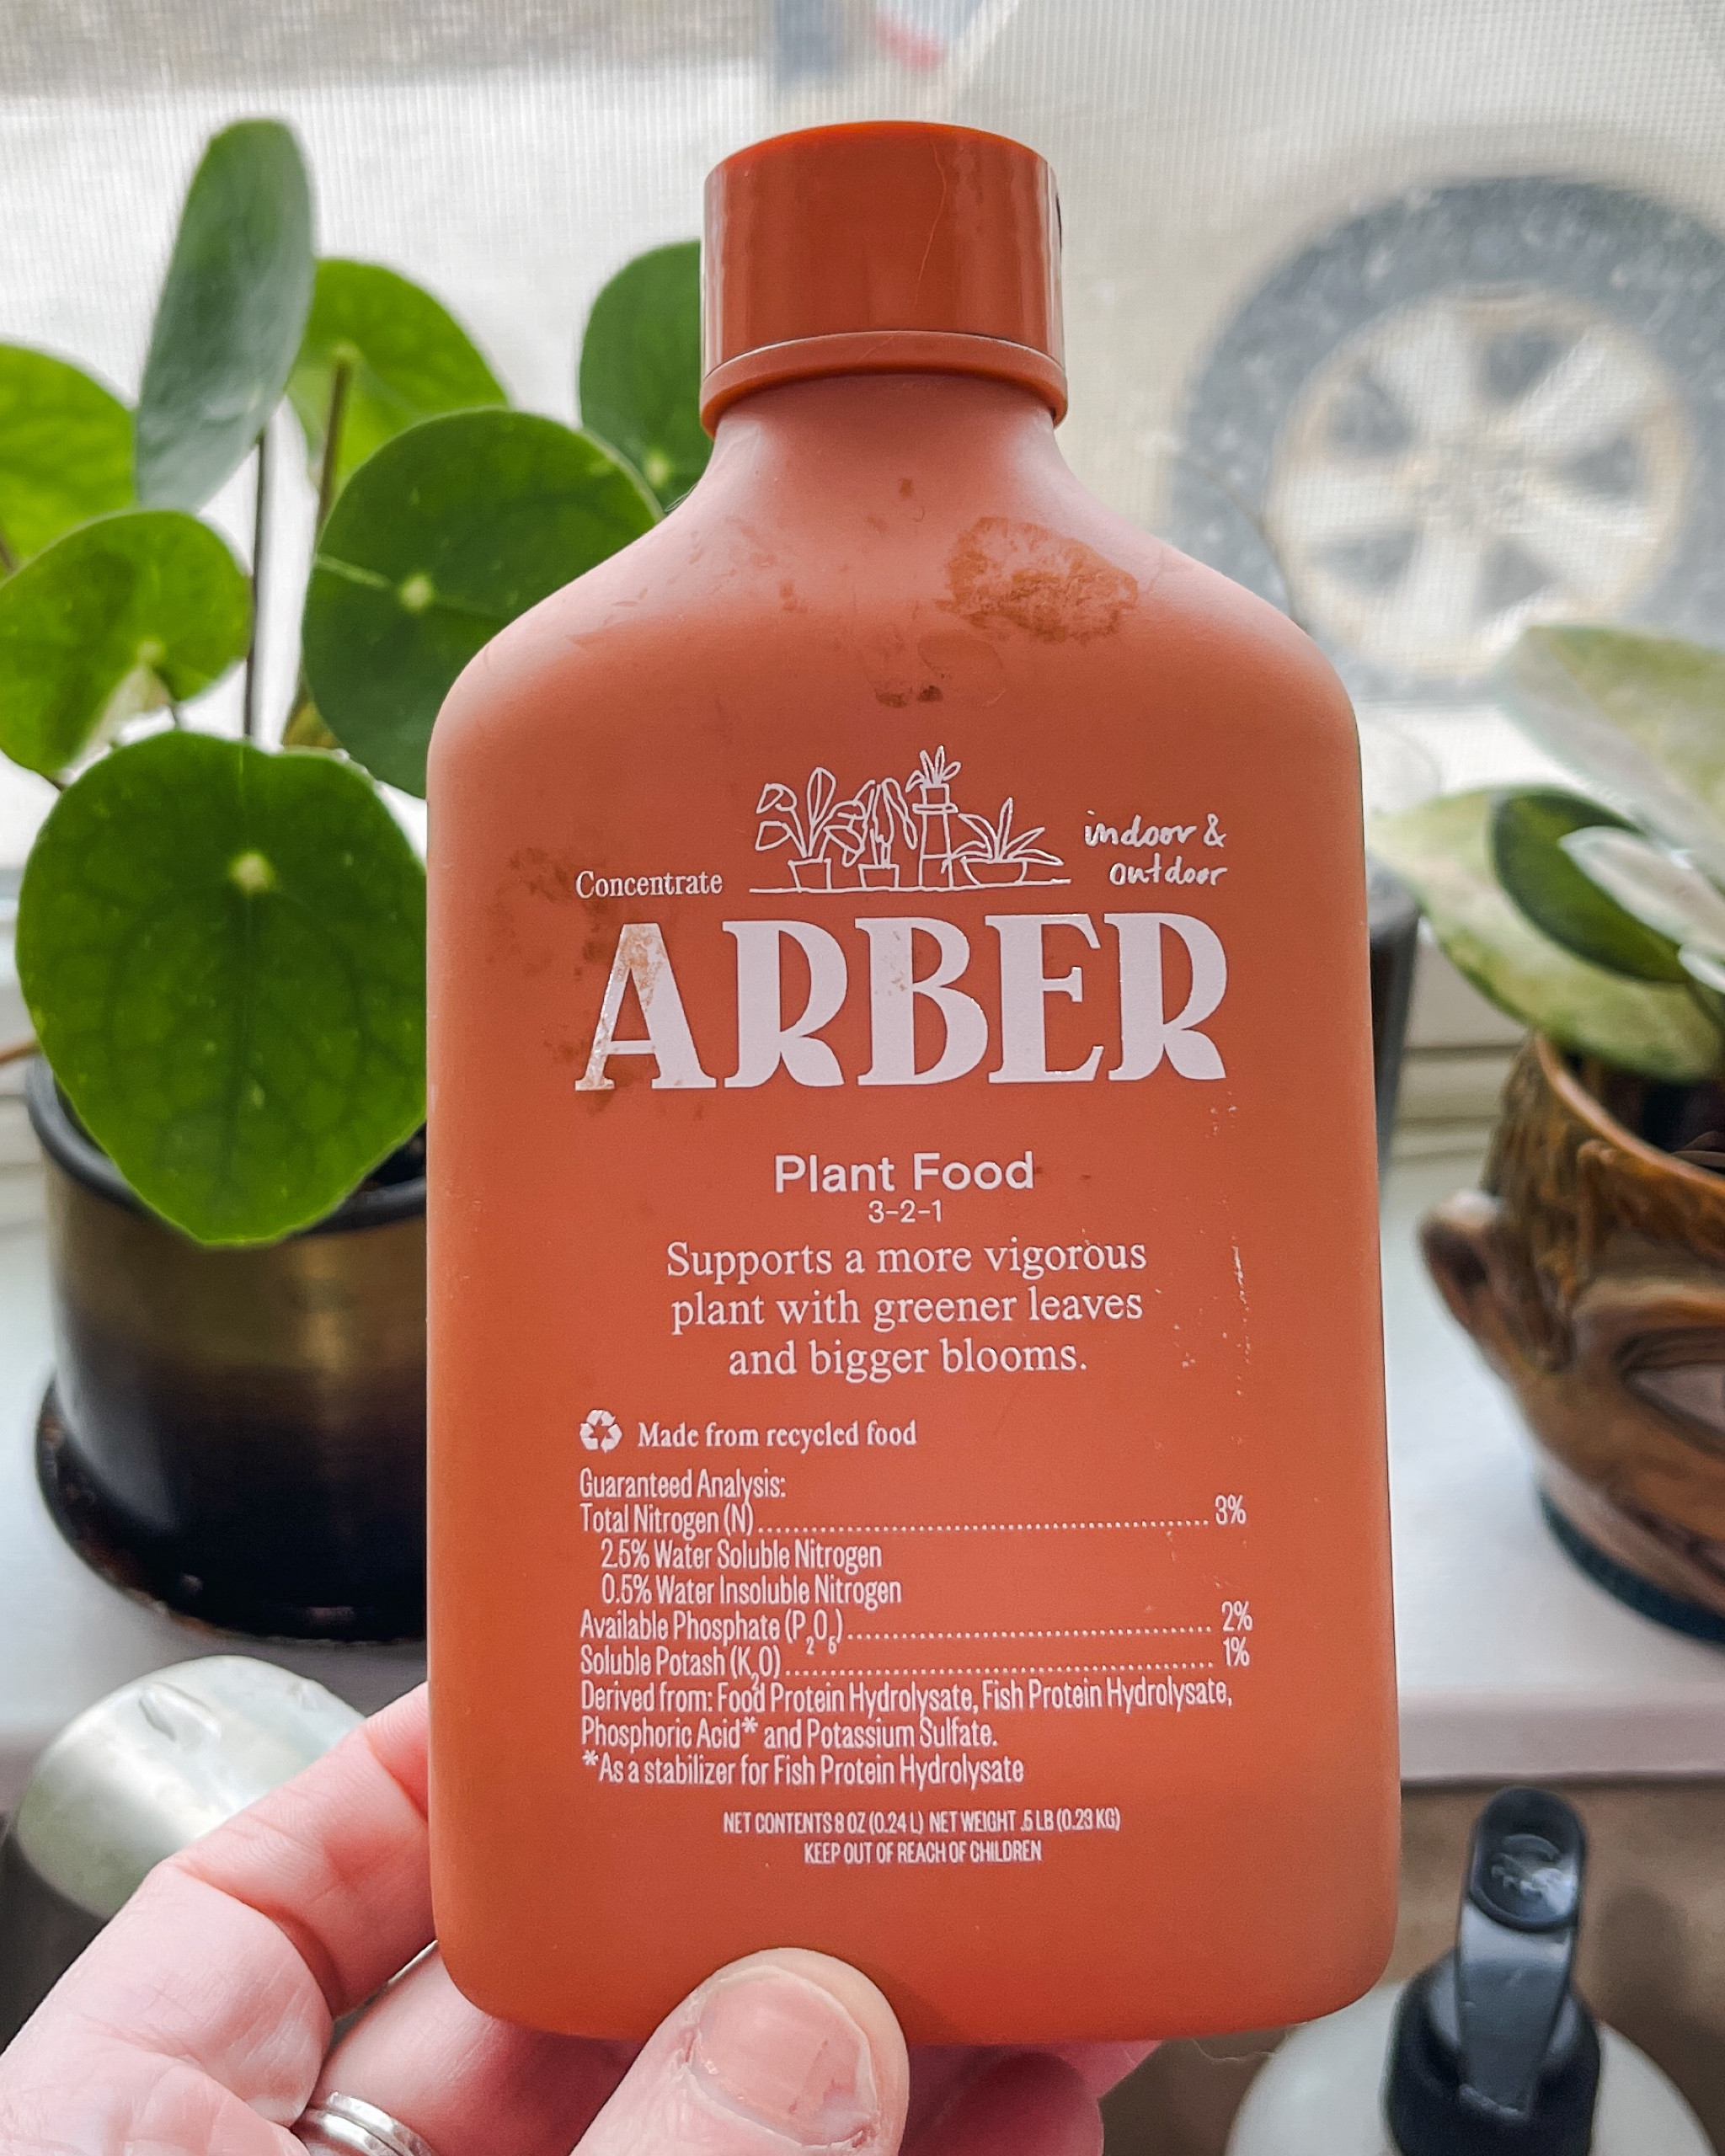 Concentrate
indoor &
outdoor
ARBER
Plant Food
3-2-1
Supports a more vigorous
plant with greener leaves
and bigger blooms.
Made from recycled food
Guaranteed Analysis:
Total Nitrogen (N)........................................................................ 3%
2.5% Water Soluble Nitrogen
0.5% Water Insoluble Nitrogen
Available Phosphate (P₂O₅).......................................................... 2%
Soluble Potash (K₂O).................................................................... 1%
Derived from: Food Protein Hydrolysate, Fish Protein Hydrolysate,
Phosphoric Acid* and Potassium Sulfate.
*As a stabilizer for Fish Protein Hydrolysate
NET CONTENTS 8 OZ (0.24 L) NET WEIGHT .5 LB (0.23 KG)
KEEP OUT OF REACH OF CHILDREN